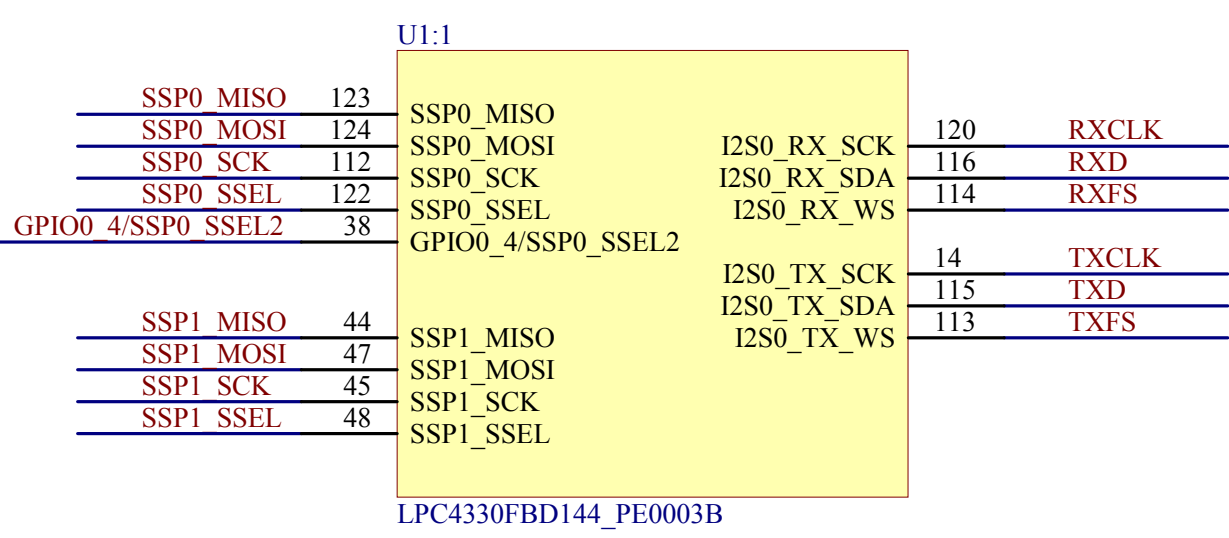 U1:1
SSP0_MISO 123 SSP0_MISO
SSP0_MOSI 124 SSP0_MOSI
SSP0_SCK 112 SSP0_SCK
SSP0_SSEL 122 SSP0_SSEL
GPIO0_4/SSP0_SSEL2 38 GPIO0_4/SSP0_SSEL2
SSP1_MISO 44 SSP1_MISO
SSP1_MOSI 47 SSP1_MOSI
SSP1_SCK 45 SSP1_SCK
SSP1_SSEL 48 SSP1_SSEL
I2S0_RX_SCK 120 RXCLK
I2S0_RX_SDA 116 RXD
I2S0_RX_WS 114 RXFS
I2S0_TX_SCK 14 TXCLK
I2S0_TX_SDA 115 TXD
I2S0_TX_WS 113 TXFS
LPC4330FBD144_PE0003B